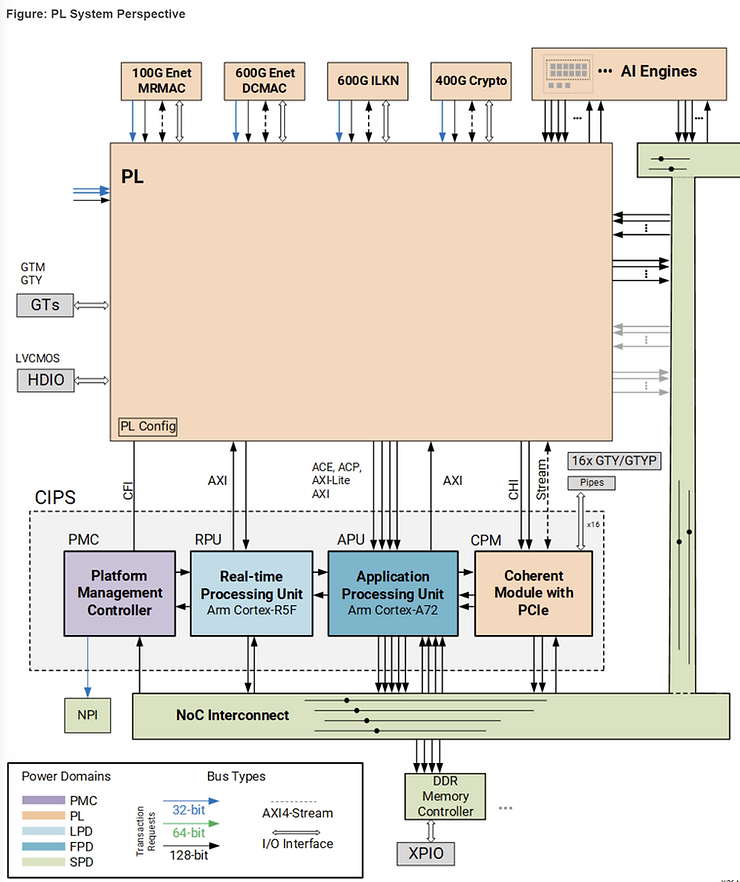 Figure: PL System Perspective
100G Enet
MRMAC
600G Enet
DCMAC
600G ILKN
400G Crypto
••• AI Engines
...
...
PL
GTM
GTY
GTs
LVCMOS
HDIO
PL Config
CFI
AXI
ACE, ACP,
AXI-Lite
AXI
AXI
CHI
Stream
16x GTY/GTYP
Pipes
x16
CIPS
PMC
RPU
APU
CPM
Platform
Management
Controller
Real-time
Processing Unit
Arm Cortex-R5F
Application
Processing Unit
Arm Cortex-A72
Coherent
Module with
PCIe
NPI
NoC Interconnect
DDR
Memory
Controller
...
XPIO
Power Domains
PMC
PL
LPD
FPD
SPD
Bus Types
Transaction
Requests
32-bit
64-bit
128-bit
AXI4-Stream
I/O Interface